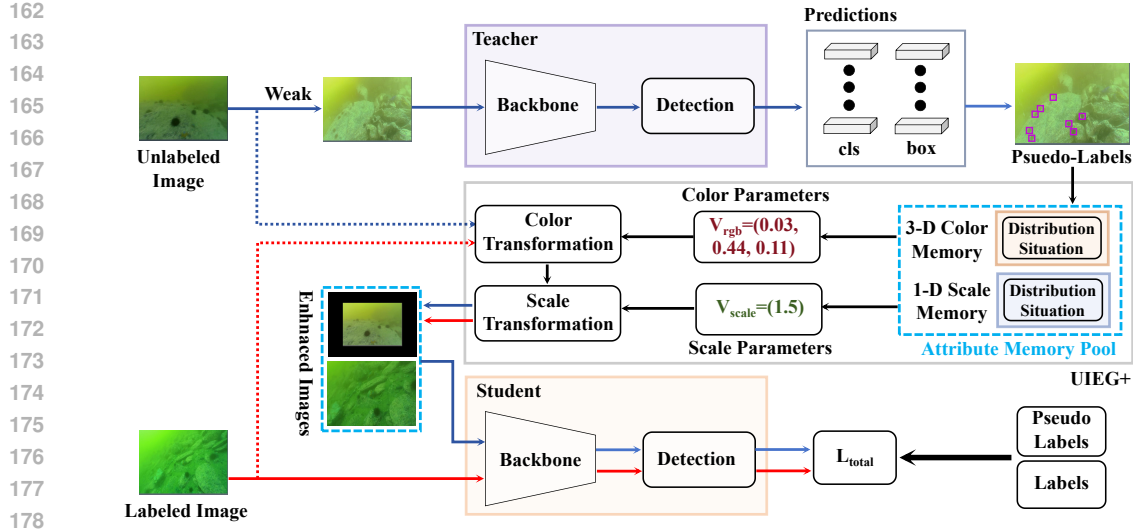 162
163
164
165
166
167
168
169
170
171
172
173
174
175
176
177
178
Predictions
Teacher
Weak
Backbone
Detection
cls
box
Unlabeled
Image
Psuedo-Labels
Color Parameters
Color
Transformation
Vrgb=(0.03,
0.44, 0.11)
3-D Color
Memory
Distribution
Situation
Scale
Transformation
Vscale=(1.5)
1-D Scale
Memory
Distribution
Situation
Scale Parameters
Attribute Memory Pool
UIEG+
Enhnaced Images
Student
Backbone
Detection
Ltotal
Pseudo
Labels
Labels
Labeled Image